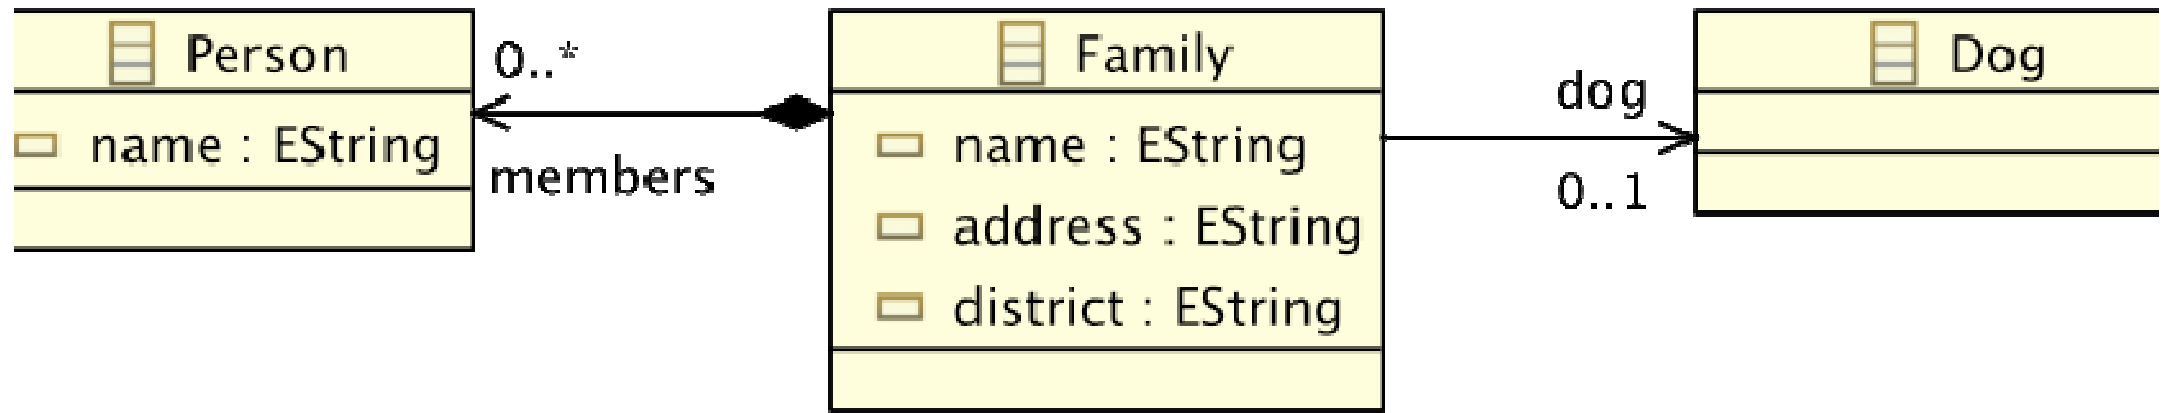 Person
name : EString
0..*
members
Family
name : EString
address : EString
district : EString
dog
0..1
Dog